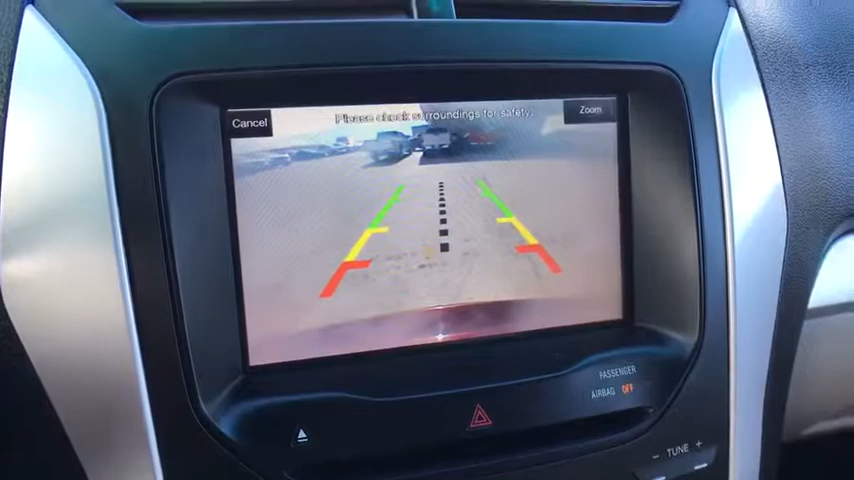 Cancel
Please check surroundings for safety.
Zoom
PASSENGER
AIRBAG OFF
− TUNE +